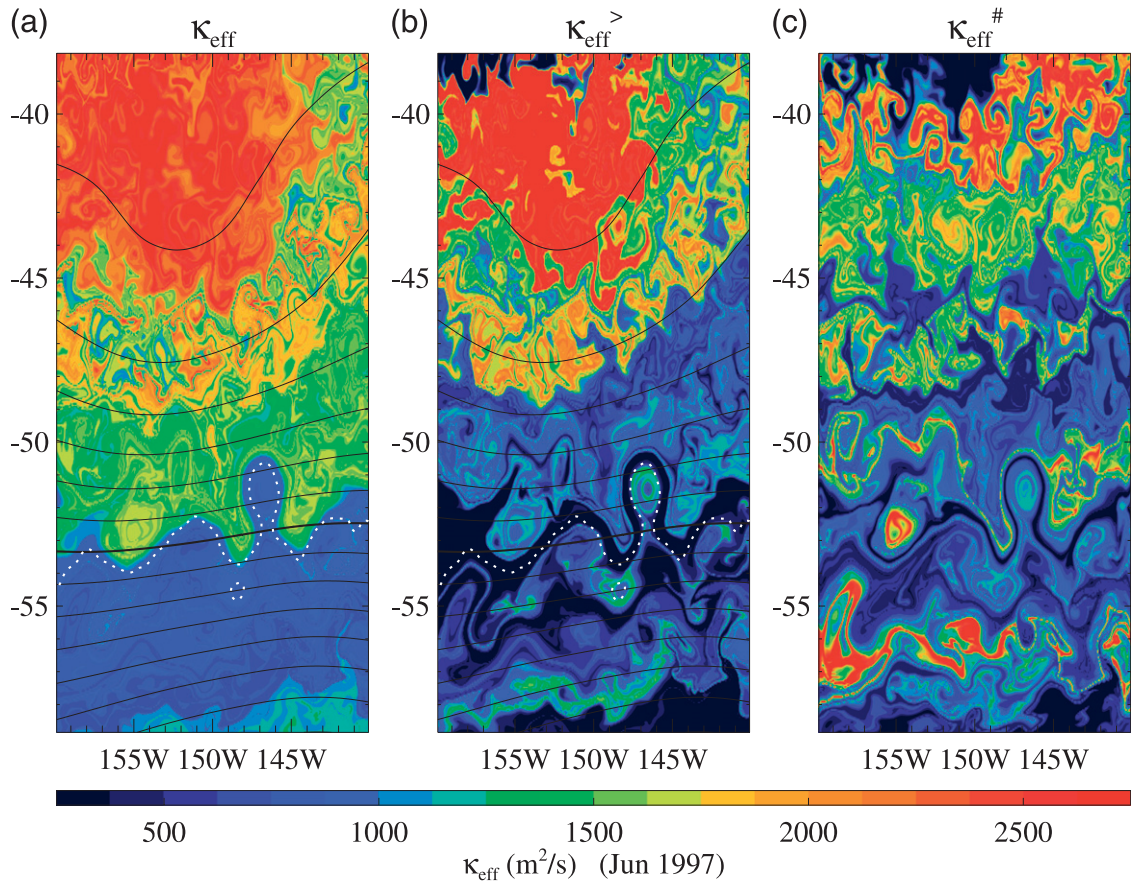 (a) κeff (b) κeff> (c) κeff#
-40 -40 -40
-45 -45 -45
-50 -50 -50
-55 -55 -55
155W 150W 145W 155W 150W 145W 155W 150W 145W
500 1000 1500 2000 2500
κeff (m²/s) (Jun 1997)